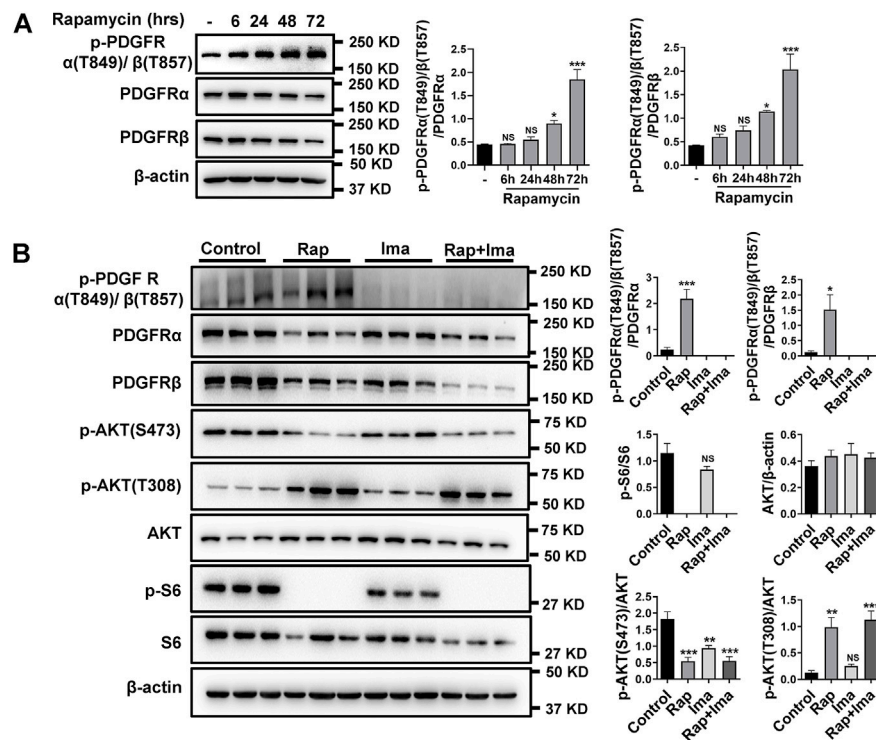 A
Rapamycin (hrs) - 6 24 48 72
p-PDGFR
α(T849)/ β(T857)
250 KD
150 KD
PDGFRα
250 KD
150 KD
PDGFRβ
250 KD
150 KD
β-actin
50 KD
37 KD
p-PDGFRα(T849)/β(T857)
/PDGFRα
2.5
2.0
1.5
1.0
0.5
0.0
NS NS * ***
- 6h 24h 48h 72h
Rapamycin
p-PDGFRα(T849)/β(T857)
/PDGFRβ
2.5
2.0
1.5
1.0
0.5
0.0
NS NS * ***
- 6h 24h 48h 72h
Rapamycin
B
Control Rap Ima Rap+Ima
p-PDGF R
α(T849)/ β(T857)
250 KD
150 KD
PDGFRα
250 KD
150 KD
PDGFRβ
250 KD
150 KD
p-AKT(S473)
75 KD
50 KD
p-AKT(T308)
75 KD
50 KD
AKT
75 KD
50 KD
p-S6
27 KD
S6
27 KD
β-actin
50 KD
37 KD
p-PDGFRα(T849)/β(T857)
/PDGFRα
4
3
2
1
0
***
Control Rap Ima Rap+Ima
p-PDGFRα(T849)/β(T857)
/PDGFRβ
2.5
2.0
1.5
1.0
0.5
0.0
*
Control Rap Ima Rap+Ima
p-S6/S6
1.5
1.0
0.5
0.0
NS
Control Rap Ima Rap+Ima
AKT/β-actin
0.6
0.4
0.2
0.0
Control Rap Ima Rap+Ima
p-AKT(S473)/AKT
2.5
2.0
1.5
1.0
0.5
0.0
*** ** ***
Control Rap Ima Rap+Ima
p-AKT(T308)/AKT
1.5
1.0
0.5
0.0
** NS ***
Control Rap Ima Rap+Ima